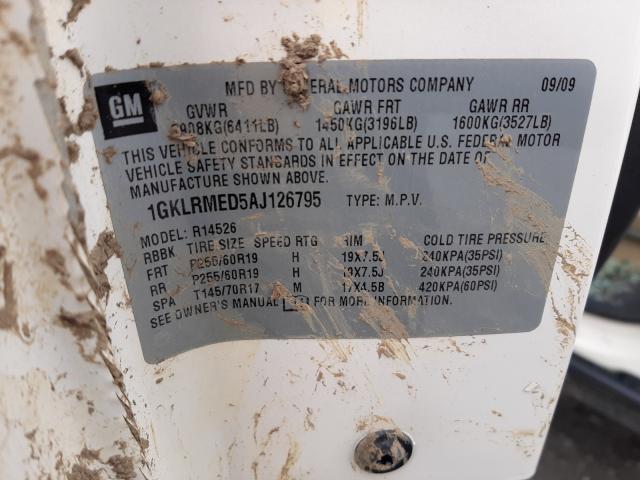 GM
MFD BY GENERAL MOTORS COMPANY 09/09
GVWR GAWR FRT GAWR RR
2908KG(6411LB) 1450KG(3196LB) 1600KG(3527LB)
THIS VEHICLE CONFORMS TO ALL APPLICABLE U.S. FEDERAL MOTOR
VEHICLE SAFETY STANDARDS IN EFFECT ON THE DATE OF
MANUFACTURE SHOWN ABOVE.
1GKLRMED5AJ126795 TYPE: M.P.V.
MODEL: R14526
RBBK TIRE SIZE SPEED RTG RIM COLD TIRE PRESSURE
FRT P255/60R19 H 19X7.5J 240KPA(35PSI)
RR P255/60R19 H 19X7.5J 240KPA(35PSI)
SPA T145/70R17 M 17X4.5B 420KPA(60PSI)
SEE OWNER'S MANUAL FOR MORE INFORMATION.